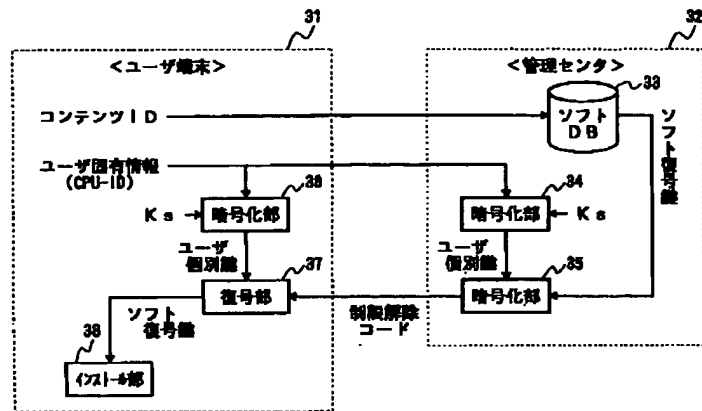 31
32
<ユーザ端末>
<管理センタ>
33
コンテンツID
ソフト
DB
ソフト復号鍵
ユーザ固有情報
(CPU-ID)
36
34
Ks
暗号化部
暗号化部
Ks
ユーザ
個別鍵
37
ユーザ
個別鍵
35
復号部
制限解除
コード
暗号化部
ソフト
復号鍵
38
インストール部